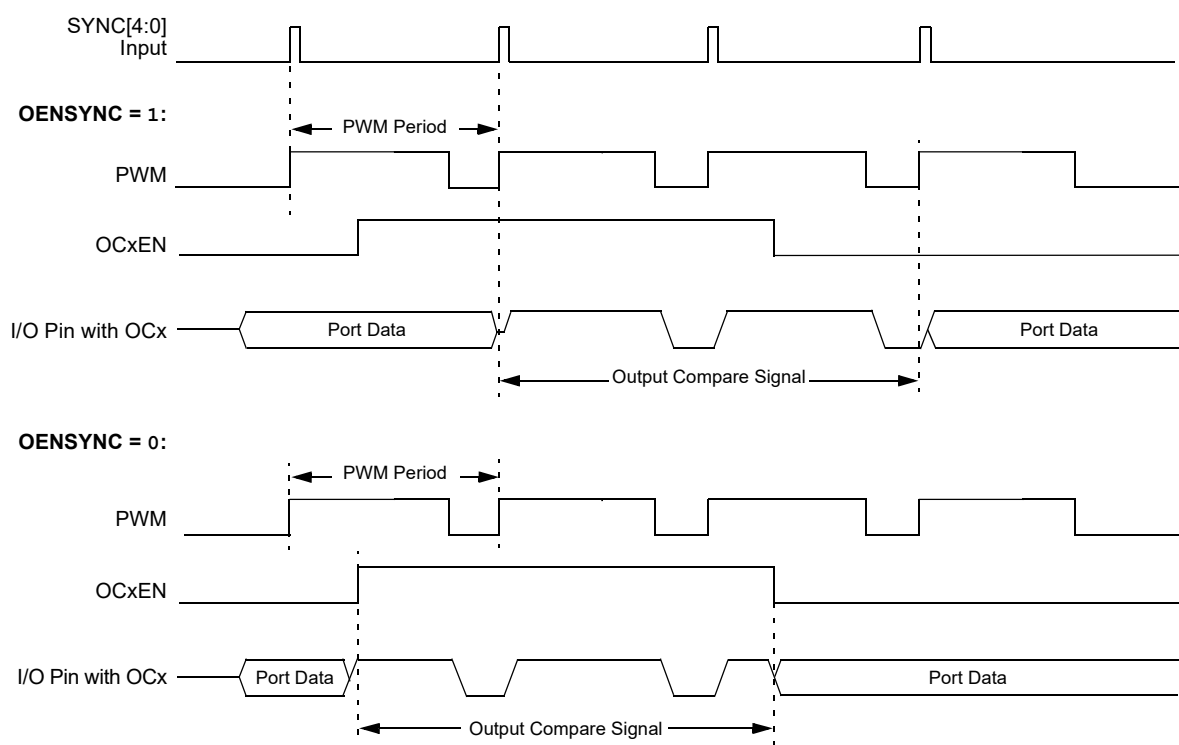 SYNC[4:0]
Input
OENSYNC = 1:
PWM Period
PWM
OCxEN
I/O Pin with OCx
Port Data
Port Data
Output Compare Signal
OENSYNC = 0:
PWM Period
PWM
OCxEN
I/O Pin with OCx
Port Data
Port Data
Output Compare Signal